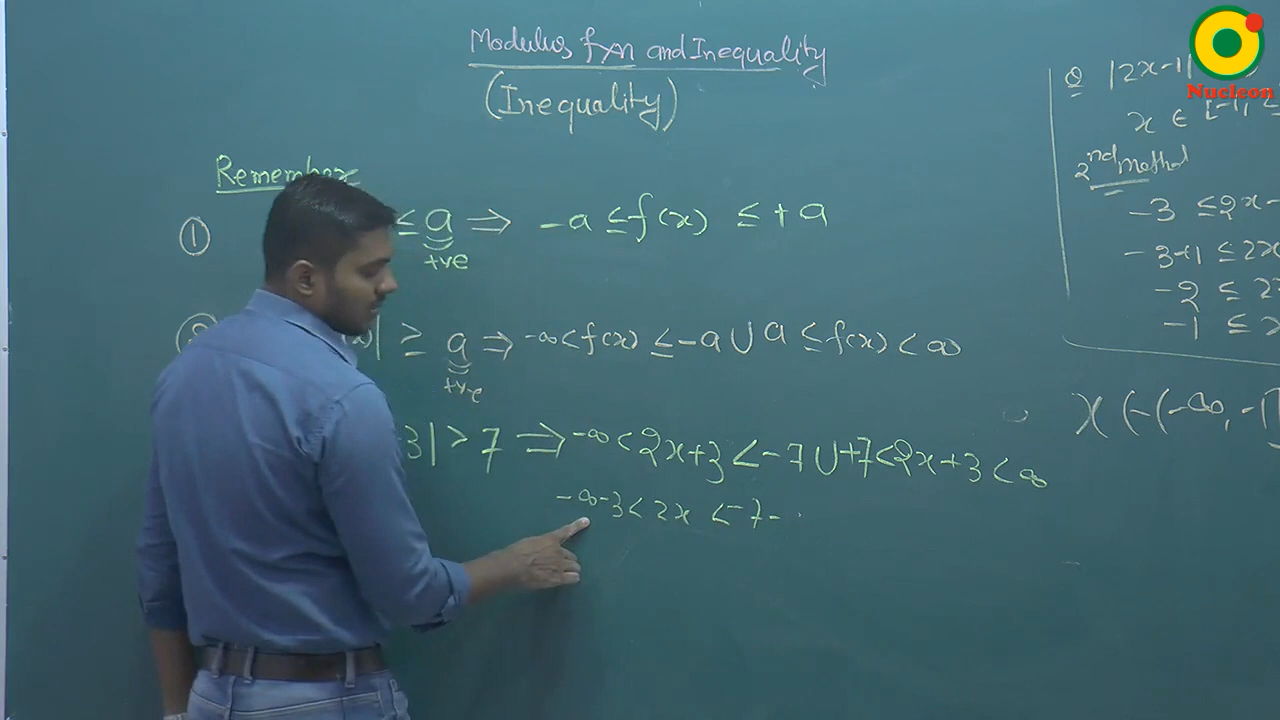 Modulus fxn and Inequality
(Inequality)
Remember
① ≤ a ⇒ -a ≤ f(x) ≤ +a
+ve
| ≥ a ⇒ -∞ < f(x) ≤ -a ∪ a ≤ f(x) < ∞
+ve
3| > 7 ⇒ -∞ < 2x+3 < -7 ∪ +7 < 2x+3 < ∞
-∞-3 < 2x < -7 -
Nucleon
Q |2x-1|
x ∈ [-1,
2nd Method
-3 ≤ 2x-
-3+1 ≤ 2x
-2 ≤ 2
-1 ≤
(-∞, -1